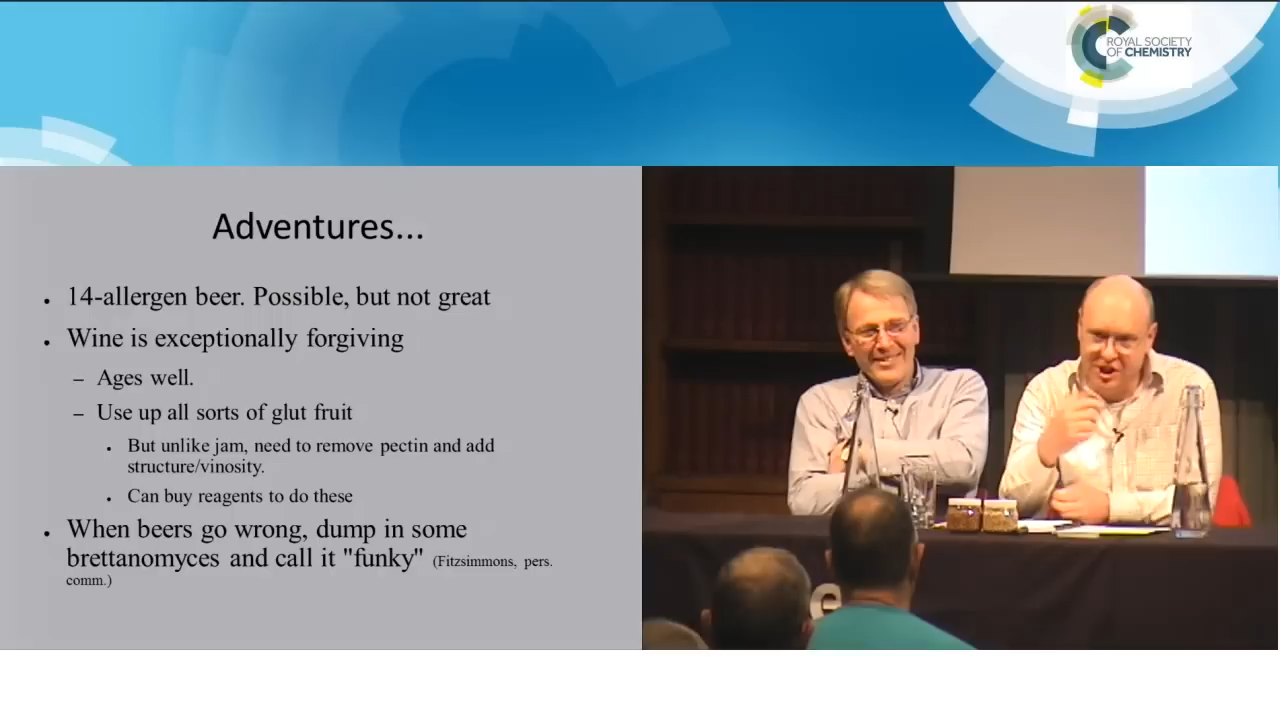 ROYAL SOCIETY
OF CHEMISTRY
Adventures...
• 14-allergen beer. Possible, but not great
• Wine is exceptionally forgiving
– Ages well.
– Use up all sorts of glut fruit
• But unlike jam, need to remove pectin and add
structure/vinosity.
• Can buy reagents to do these
• When beers go wrong, dump in some
brettanomyces and call it "funky" (Fitzsimmons, pers.
comm.)
e